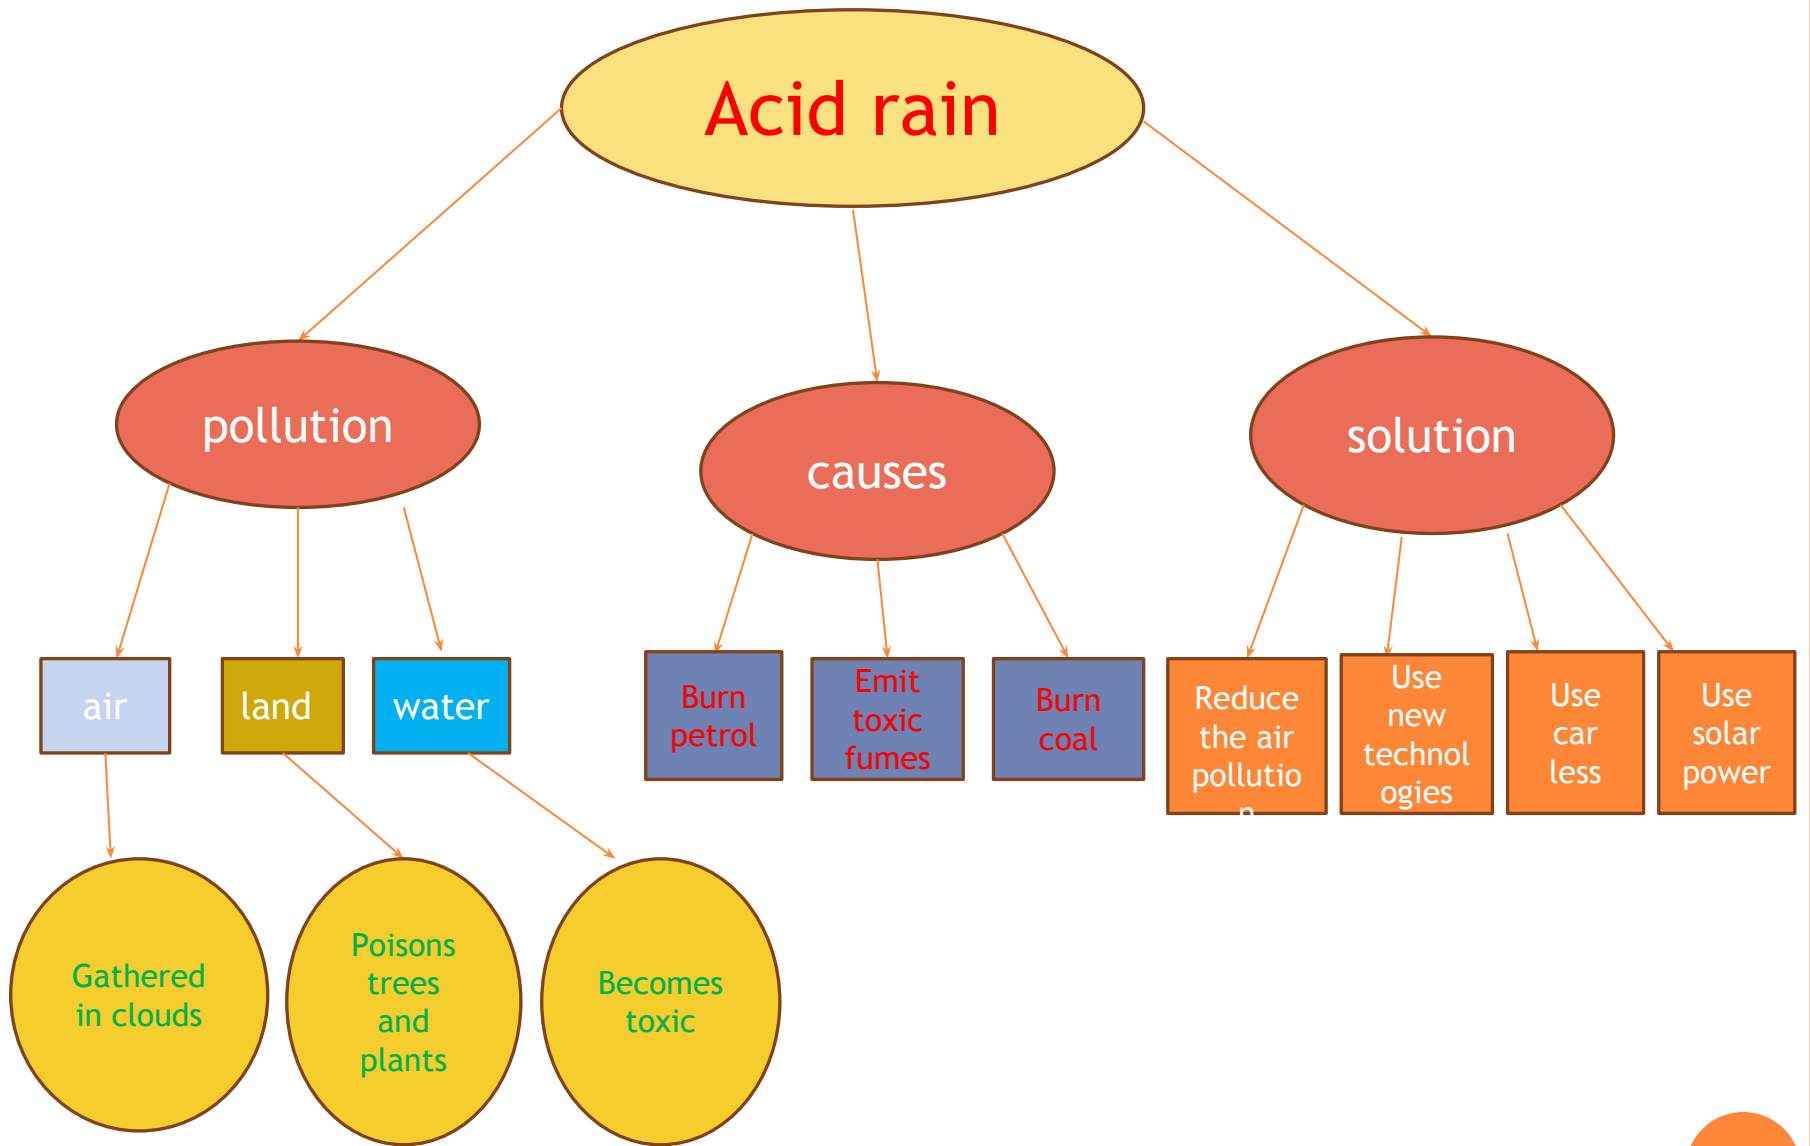 Acid rain
pollution
causes
solution
air
land
water
Burn
petrol
Emit
toxic
fumes
Burn
coal
Reduce
the air
pollutio
n
Use
new
technol
ogies
Use
car
less
Use
solar
power
Gathered
in clouds
Poisons
trees
and
plants
Becomes
toxic